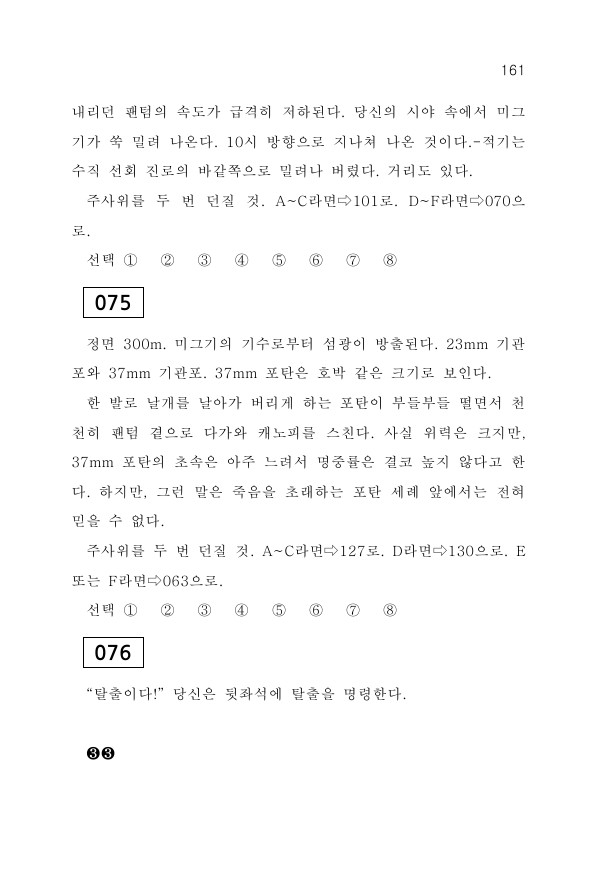 161
내리던 팬텀의 속도가 급격히 저하된다. 당신의 시야 속에서 미그
기가 쑥 밀려 나온다. 10시 방향으로 지나쳐 나온 것이다.-적기는
수직 선회 진로의 바깥쪽으로 밀려나 버렸다. 거리도 있다.
주사위를 두 번 던질 것. A~C라면⇨101로. D~F라면⇨070으
로.
선택 ① ② ③ ④ ⑤ ⑥ ⑦ ⑧
075
정면 300m. 미그기의 기수로부터 섬광이 방출된다. 23mm 기관
포와 37mm 기관포. 37mm 포탄은 호박 같은 크기로 보인다.
한 발로 날개를 날아가 버리게 하는 포탄이 부들부들 떨면서 천
천히 팬텀 곁으로 다가와 캐노피를 스친다. 사실 위력은 크지만,
37mm 포탄의 초속은 아주 느려서 명중률은 결코 높지 않다고 한
다. 하지만, 그런 말은 죽음을 초래하는 포탄 세례 앞에서는 전혀
믿을 수 없다.
주사위를 두 번 던질 것. A~C라면⇨127로. D라면⇨130으로. E
또는 F라면⇨063으로.
선택 ① ② ③ ④ ⑤ ⑥ ⑦ ⑧
076
“탈출이다!” 당신은 뒷좌석에 탈출을 명령한다.
❸❸